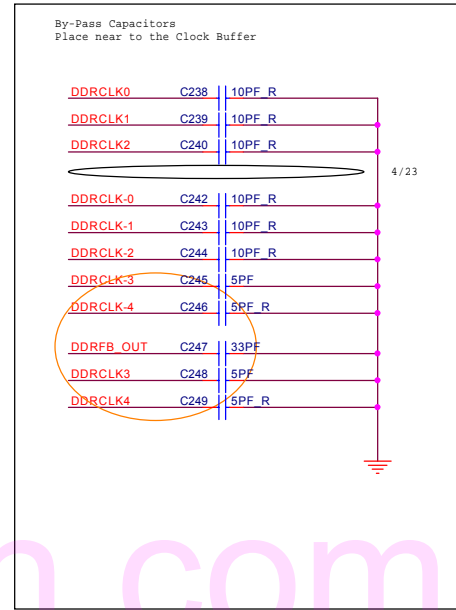 By-Pass Capacitors
Place near to the Clock Buffer
DDRCLK0 C238 10PF_R
DDRCLK1 C239 10PF_R
DDRCLK2 C240 10PF_R
4/23
DDRCLK-0 C242 10PF_R
DDRCLK-1 C243 10PF_R
DDRCLK-2 C244 10PF_R
DDRCLK-3 C245 5PF
DDRCLK-4 C246 5PF_R
DDRFB_OUT C247 33PF
DDRCLK3 C248 5PF
DDRCLK4 C249 5PF_R
n com